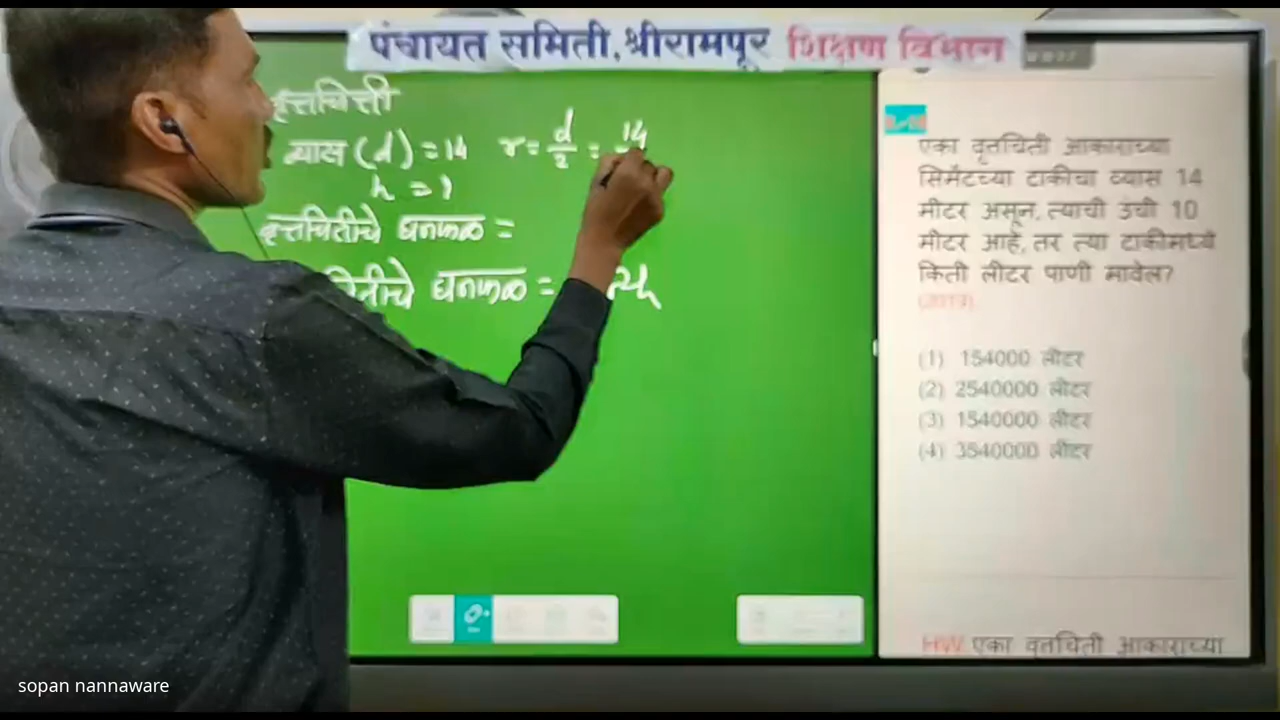 पंचायत समिती,श्रीरामपूर शिक्षण विभाग
वृत्तचित्ती
व्यास (d) = 14 r = d/2 = 14
h = १
वृत्तचितीचे घनफळ =
घनफळ =
एका वृत्तचिती आकाराच्या
सिमेंटच्या टाकीचा व्यास 14
मीटर असून, त्याची उंची 10
मीटर आहे, तर त्या टाकीमध्ये
किती लीटर पाणी मावेल?
(2019)
(1) 154000 लीटर
(2) 2540000 लीटर
(3) 1540000 लीटर
(4) 3540000 लीटर
HW एका वृत्तचिती आकाराच्या
sopan nannaware